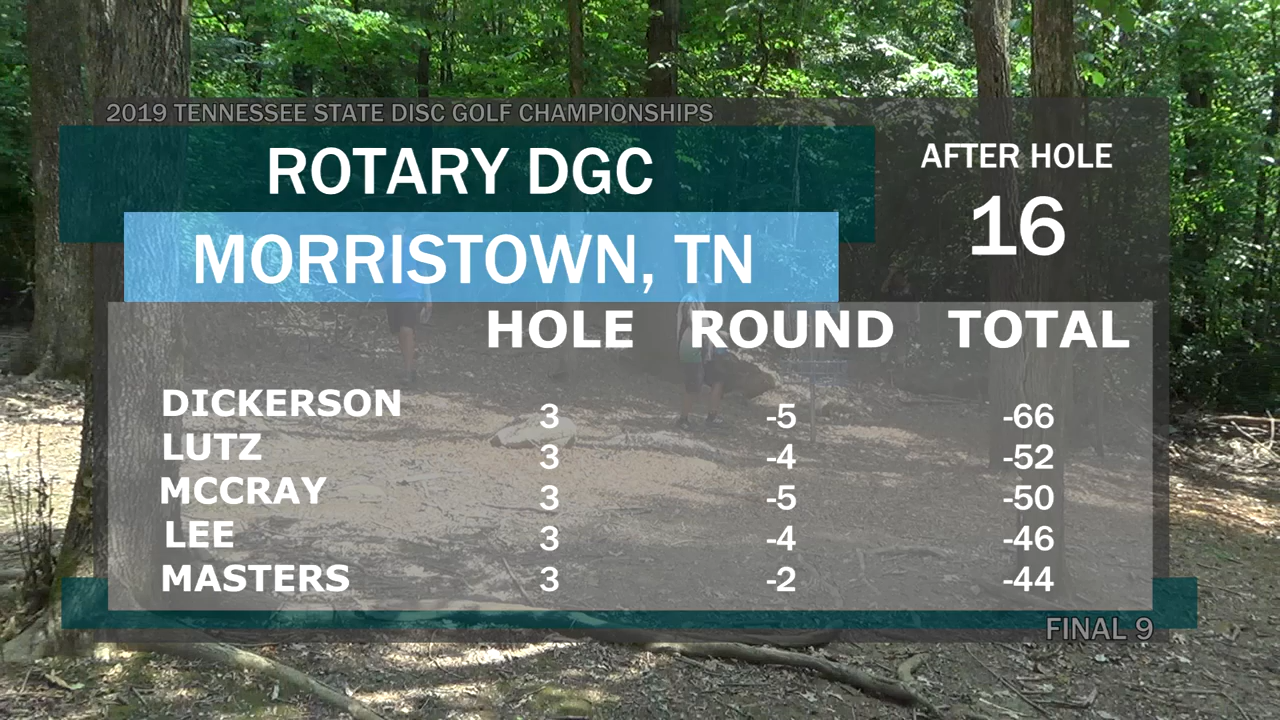 2019 TENNESSEE STATE DISC GOLF CHAMPIONSHIPS
ROTARY DGC
MORRISTOWN, TN
AFTER HOLE
16
HOLE ROUND TOTAL
DICKERSON 3 -5 -66
LUTZ 3 -4 -52
MCCRAY 3 -5 -50
LEE 3 -4 -46
MASTERS 3 -2 -44
FINAL 9